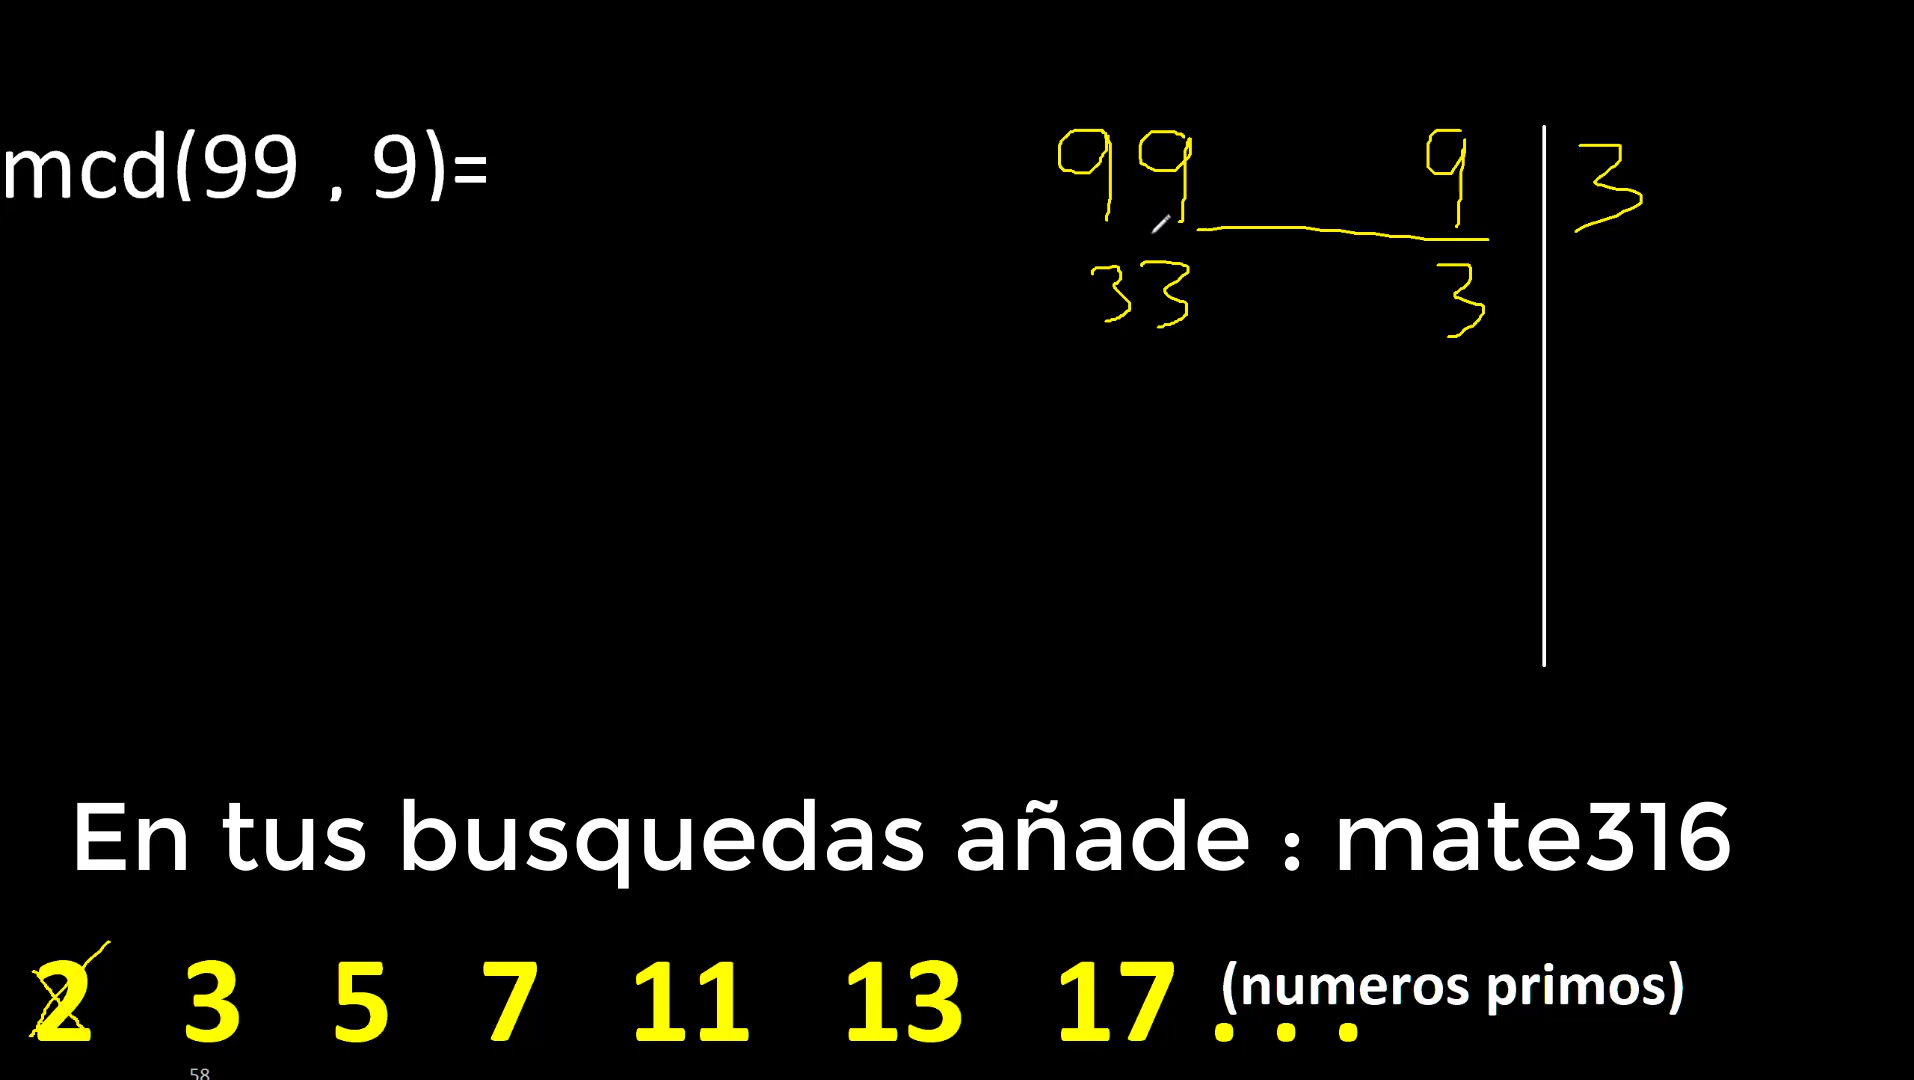 mcd(99 , 9)=
99 9 3
33 3
En tus busquedas añade : mate316
2 3 5 7 11 13 17 . . . (numeros primos)
58